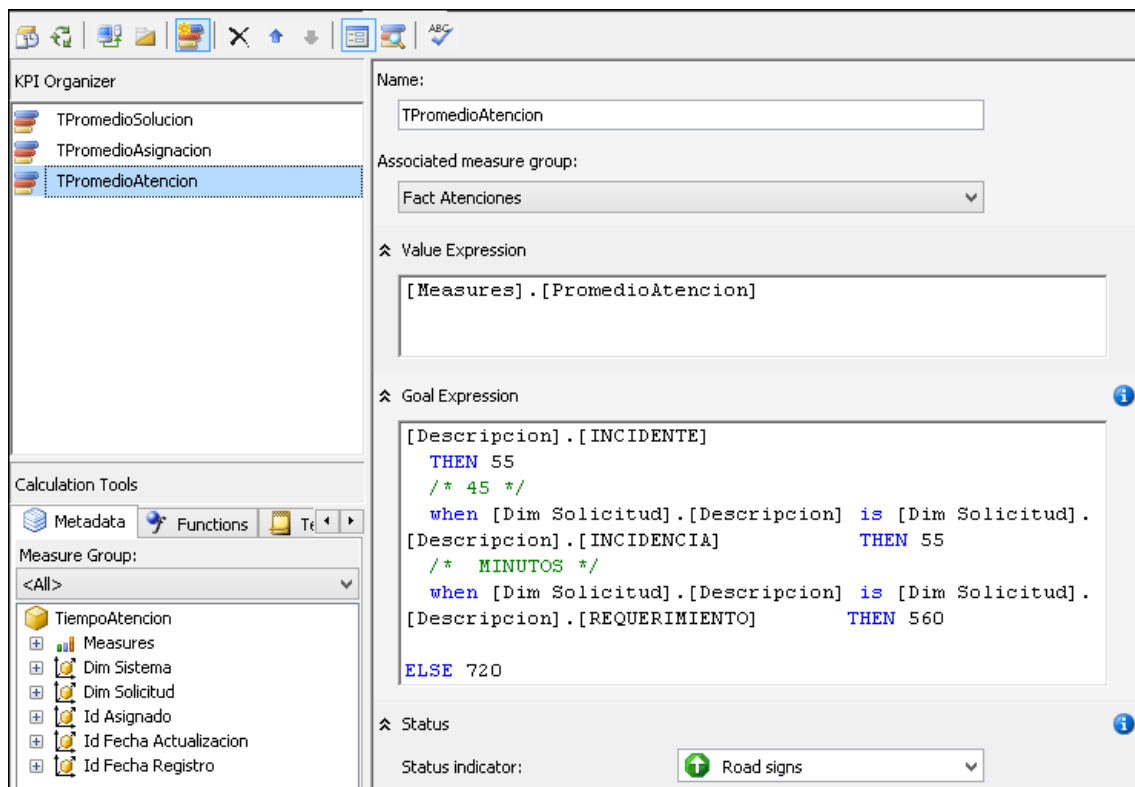 ABC
KPI Organizer
TPromedioSolucion
TPromedioAsignacion
TPromedioAtencion
Calculation Tools
Metadata Functions Te
Measure Group:
<All>
TiempoAtencion
Measures
Dim Sistema
Dim Solicitud
Id Asignado
Id Fecha Actualizacion
Id Fecha Registro
Name:
TPromedioAtencion
Associated measure group:
Fact Atenciones
Value Expression
[Measures].[PromedioAtencion]
Goal Expression
[Descripcion].[INCIDENTE]
THEN 55
/* 45 */
when [Dim Solicitud].[Descripcion] is [Dim Solicitud].
[Descripcion].[INCIDENCIA] THEN 55
/* MINUTOS */
when [Dim Solicitud].[Descripcion] is [Dim Solicitud].
[Descripcion].[REQUERIMIENTO] THEN 560
ELSE 720
Status
Status indicator:
Road signs